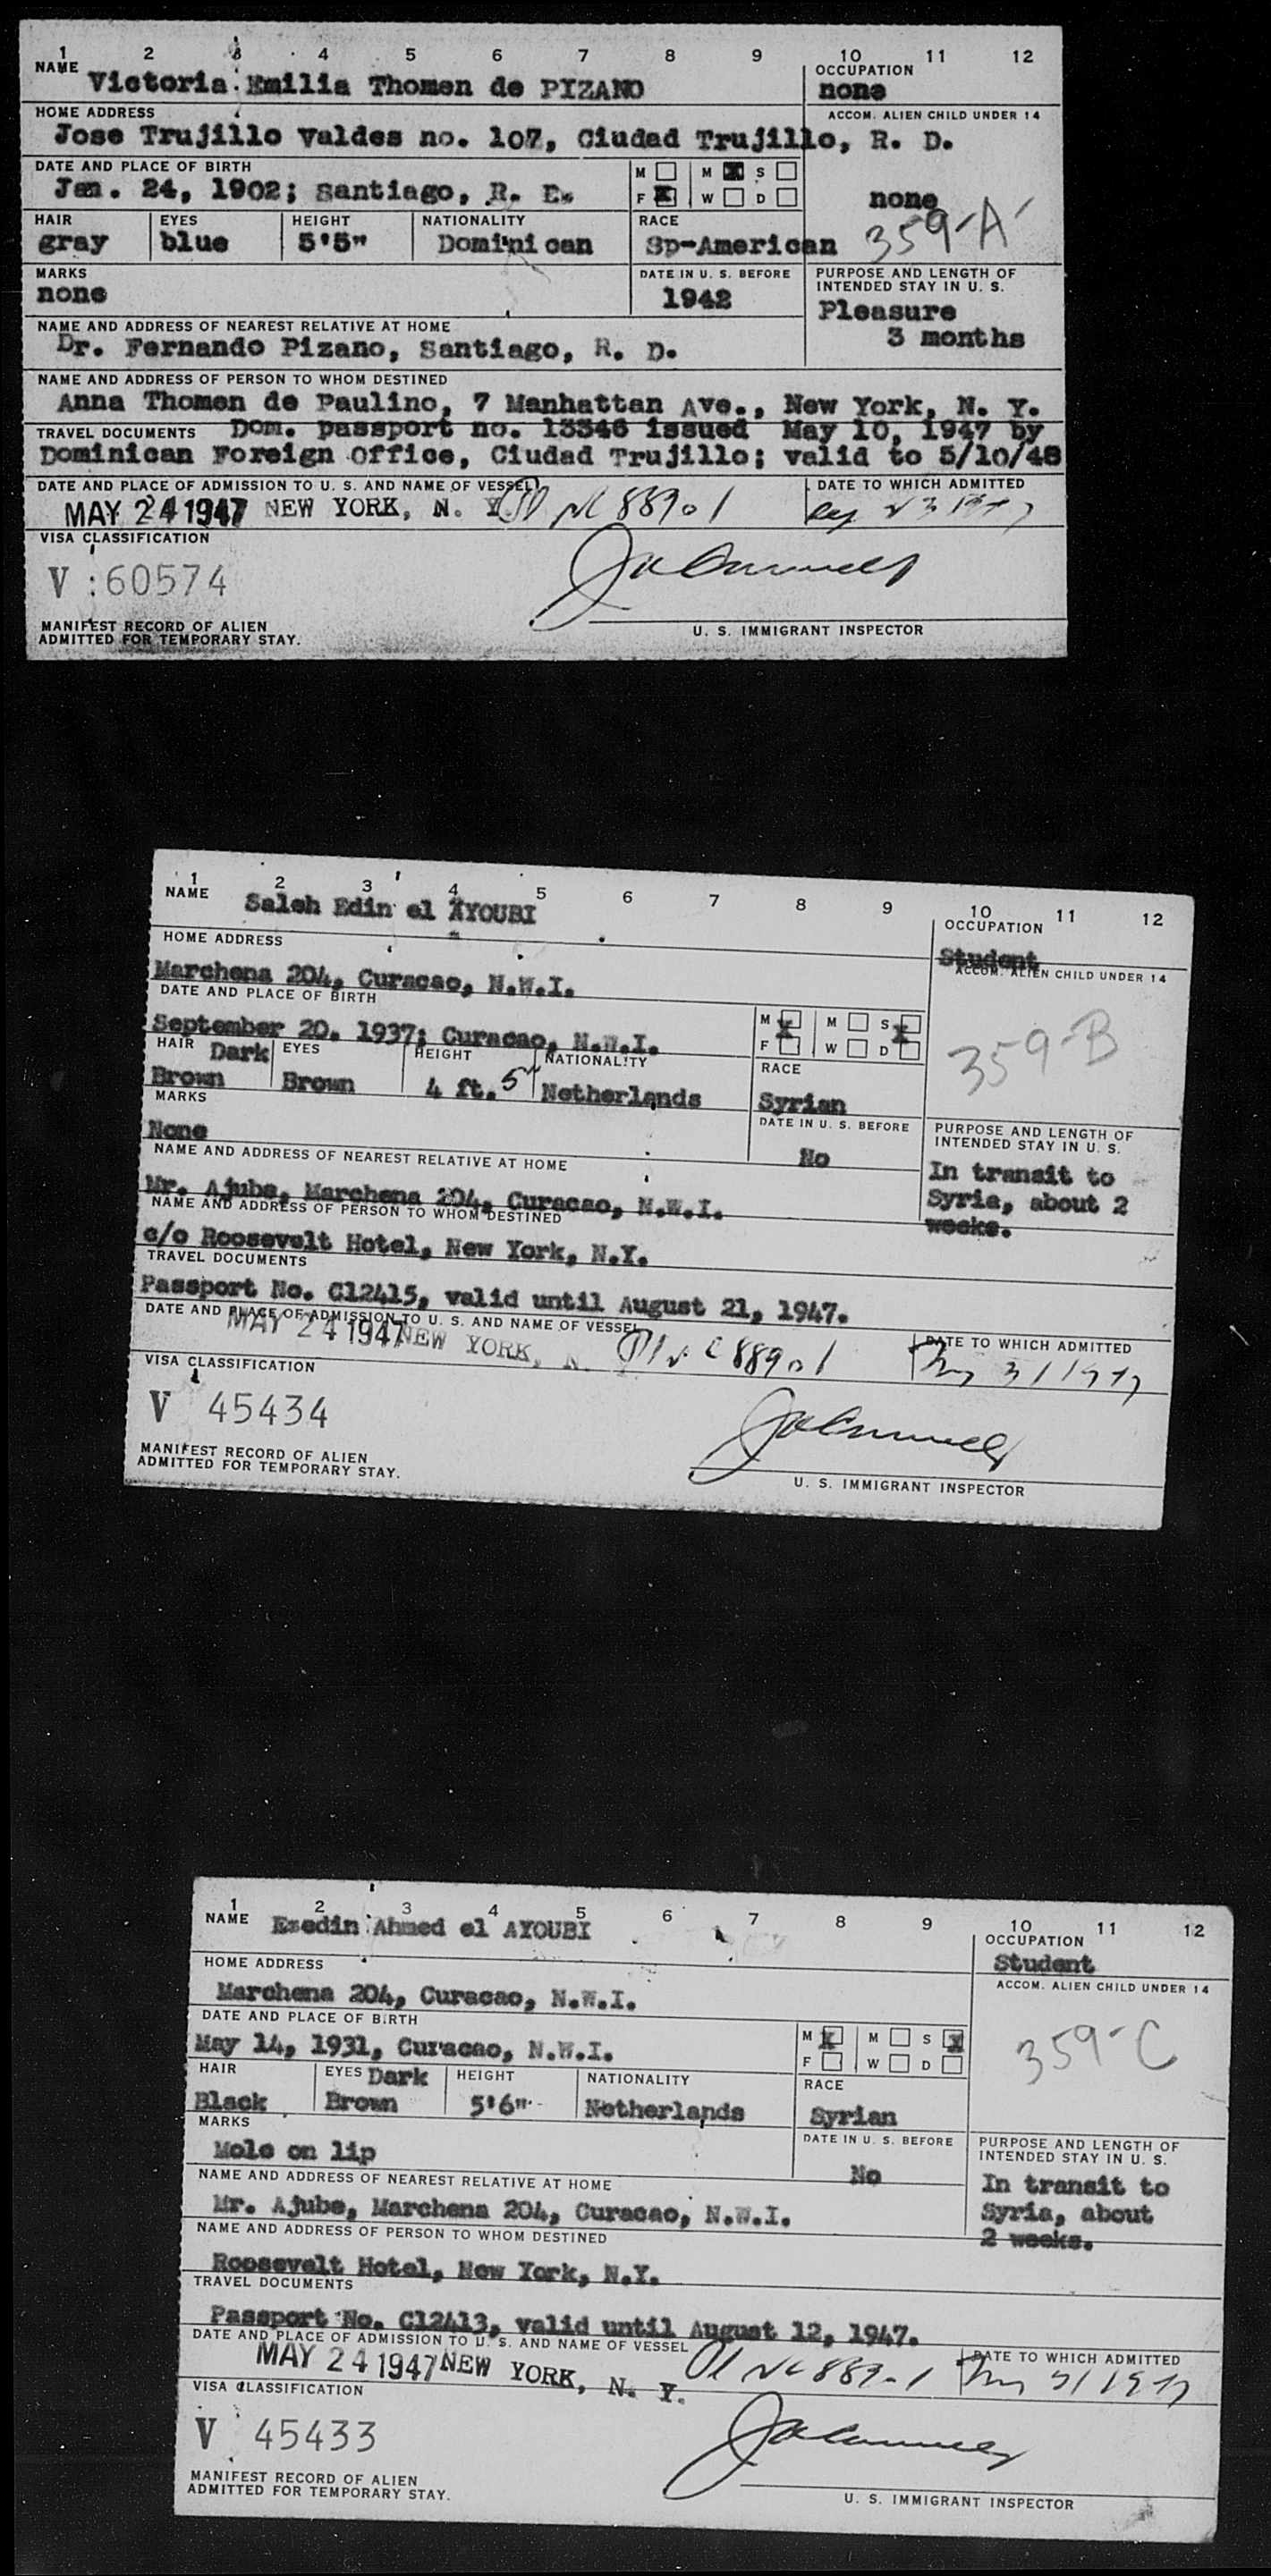 1 2 3 4 5 6 7 8 9 10 11 12
NAME Victoria Emilia Thomen de PIZANO
OCCUPATION
none
HOME ADDRESS
Jose Trujillo Valdes no. 107, Ciudad Trujillo, R. D.
ACCOM. ALIEN CHILD UNDER 14
none
359-A
DATE AND PLACE OF BIRTH
Jan. 24, 1902; Santiago, R. D.
M M X S
F X W D
HAIR EYES HEIGHT NATIONALITY RACE
gray blue 5'5" Dominican Sp-American
MARKS
none
DATE IN U. S. BEFORE
1942
PURPOSE AND LENGTH OF
INTENDED STAY IN U. S.
Pleasure
3 months
NAME AND ADDRESS OF NEAREST RELATIVE AT HOME
Dr. Fernando Pizano, Santiago, R. D.
NAME AND ADDRESS OF PERSON TO WHOM DESTINED
Anna Thomen de Paulino, 7 Manhattan Ave., New York, N. Y.
TRAVEL DOCUMENTS Dom. passport no. 13346 issued May 10, 1947 by
Dominican Foreign Office, Ciudad Trujillo; valid to 5/10/48
DATE AND PLACE OF ADMISSION TO U. S. AND NAME OF VESSEL
MAY 24 1947 NEW YORK, N. Y. NC 88901
DATE TO WHICH ADMITTED
23 1947
VISA CLASSIFICATION
V 60574
MANIFEST RECORD OF ALIEN
ADMITTED FOR TEMPORARY STAY.
U. S. IMMIGRANT INSPECTOR
1 2 3 4 5 6 7 8 9 10 11 12
NAME Saleh Edin el AYOUBI
OCCUPATION
Student
HOME ADDRESS
Marchena 204, Curacao, N.W.I.
ACCOM. ALIEN CHILD UNDER 14
359-B
DATE AND PLACE OF BIRTH
September 20, 1937; Curacao, N.W.I.
M X M S X
F W D
HAIR EYES HEIGHT NATIONALITY RACE
Dark
Brown Brown 4 ft. 5" Netherlands Syrian
MARKS
None
DATE IN U. S. BEFORE
No
PURPOSE AND LENGTH OF
INTENDED STAY IN U. S.
In transit to
Syria, about 2
weeks.
NAME AND ADDRESS OF NEAREST RELATIVE AT HOME
Mr. Ajube, Marchena 204, Curacao, N.W.I.
NAME AND ADDRESS OF PERSON TO WHOM DESTINED
c/o Roosevelt Hotel, New York, N.Y.
TRAVEL DOCUMENTS
Passport No. C12415, valid until August 21, 1947.
DATE AND PLACE OF ADMISSION TO U. S. AND NAME OF VESSEL
MAY 24 1947 NEW YORK, N. NC 88901
DATE TO WHICH ADMITTED
31 1947
VISA CLASSIFICATION
V 45434
MANIFEST RECORD OF ALIEN
ADMITTED FOR TEMPORARY STAY.
U. S. IMMIGRANT INSPECTOR
1 2 3 4 5 6 7 8 9 10 11 12
NAME Ezedin Ahmed el AYOUBI
OCCUPATION
Student
HOME ADDRESS
Marchena 204, Curacao, N.W.I.
ACCOM. ALIEN CHILD UNDER 14
359-C
DATE AND PLACE OF BIRTH
May 14, 1931, Curacao, N.W.I.
M X M S X
F W D
HAIR EYES HEIGHT NATIONALITY RACE
Dark
Black Brown 5'6" Netherlands Syrian
MARKS
Mole on lip
DATE IN U. S. BEFORE
No
PURPOSE AND LENGTH OF
INTENDED STAY IN U. S.
In transit to
Syria, about
2 weeks.
NAME AND ADDRESS OF NEAREST RELATIVE AT HOME
Mr. Ajube, Marchena 204, Curacao, N.W.I.
NAME AND ADDRESS OF PERSON TO WHOM DESTINED
Roosevelt Hotel, New York, N.Y.
TRAVEL DOCUMENTS
Passport No. C12413, valid until August 12, 1947.
DATE AND PLACE OF ADMISSION TO U. S. AND NAME OF VESSEL
MAY 24 1947 NEW YORK, N. Y. NC 88901
DATE TO WHICH ADMITTED
31 1947
VISA CLASSIFICATION
V 45433
MANIFEST RECORD OF ALIEN
ADMITTED FOR TEMPORARY STAY.
U. S. IMMIGRANT INSPECTOR